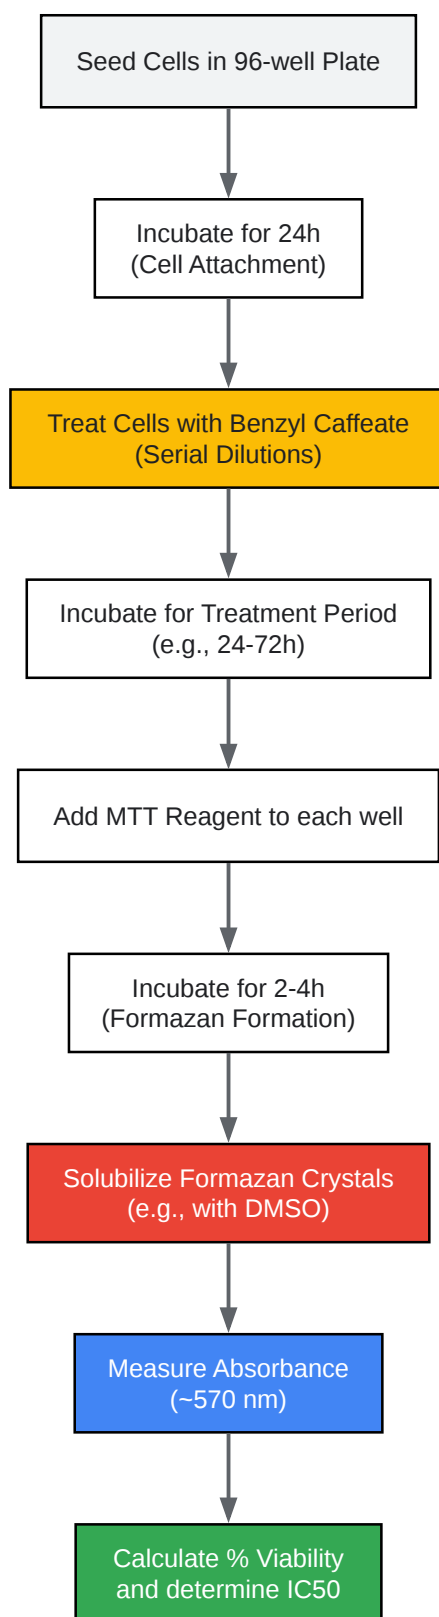 Seed Cells in 96-well Plate
Incubate for 24h
(Cell Attachment)
Treat Cells with Benzyl Caffeate
(Serial Dilutions)
Incubate for Treatment Period
(e.g., 24-72h)
Add MTT Reagent to each well
Incubate for 2-4h
(Formazan Formation)
Solubilize Formazan Crystals
(e.g., with DMSO)
Measure Absorbance
(~570 nm)
Calculate % Viability
and determine IC50